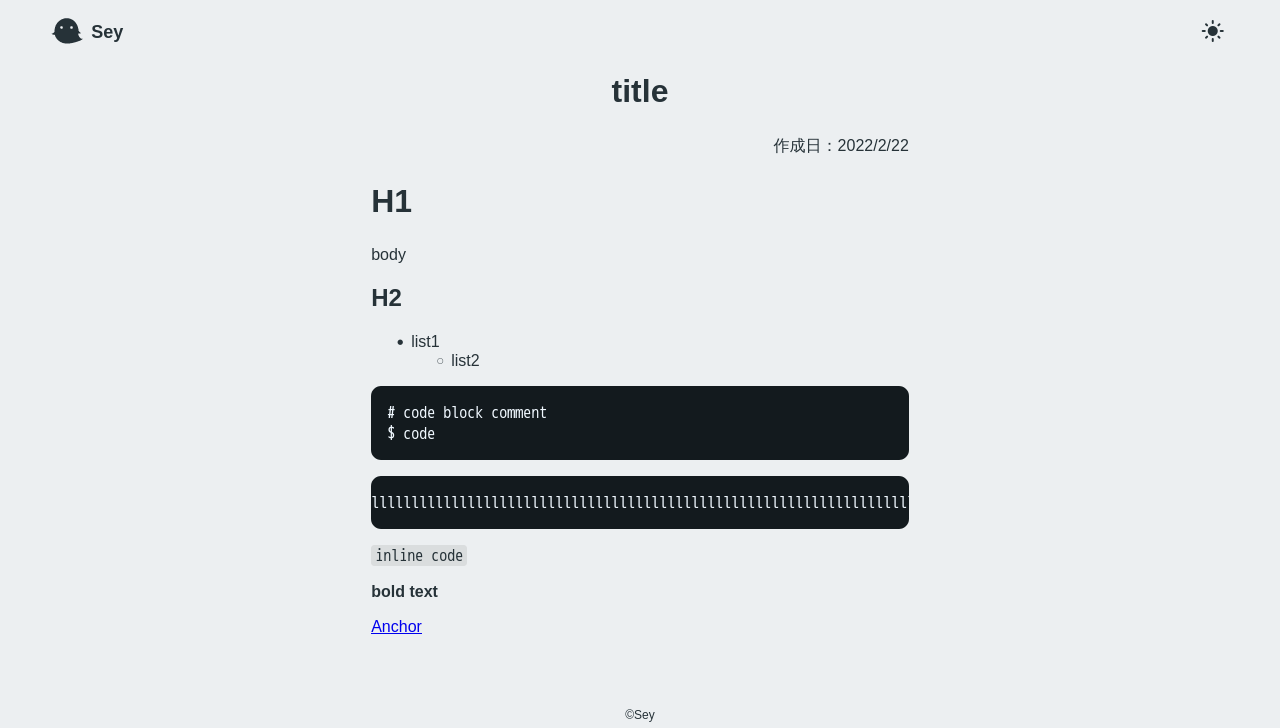 Sey
title
作成日：2022/2/22
H1
body
H2
list1
list2
# code block comment
$ code
inline code
bold text
Anchor
©Sey